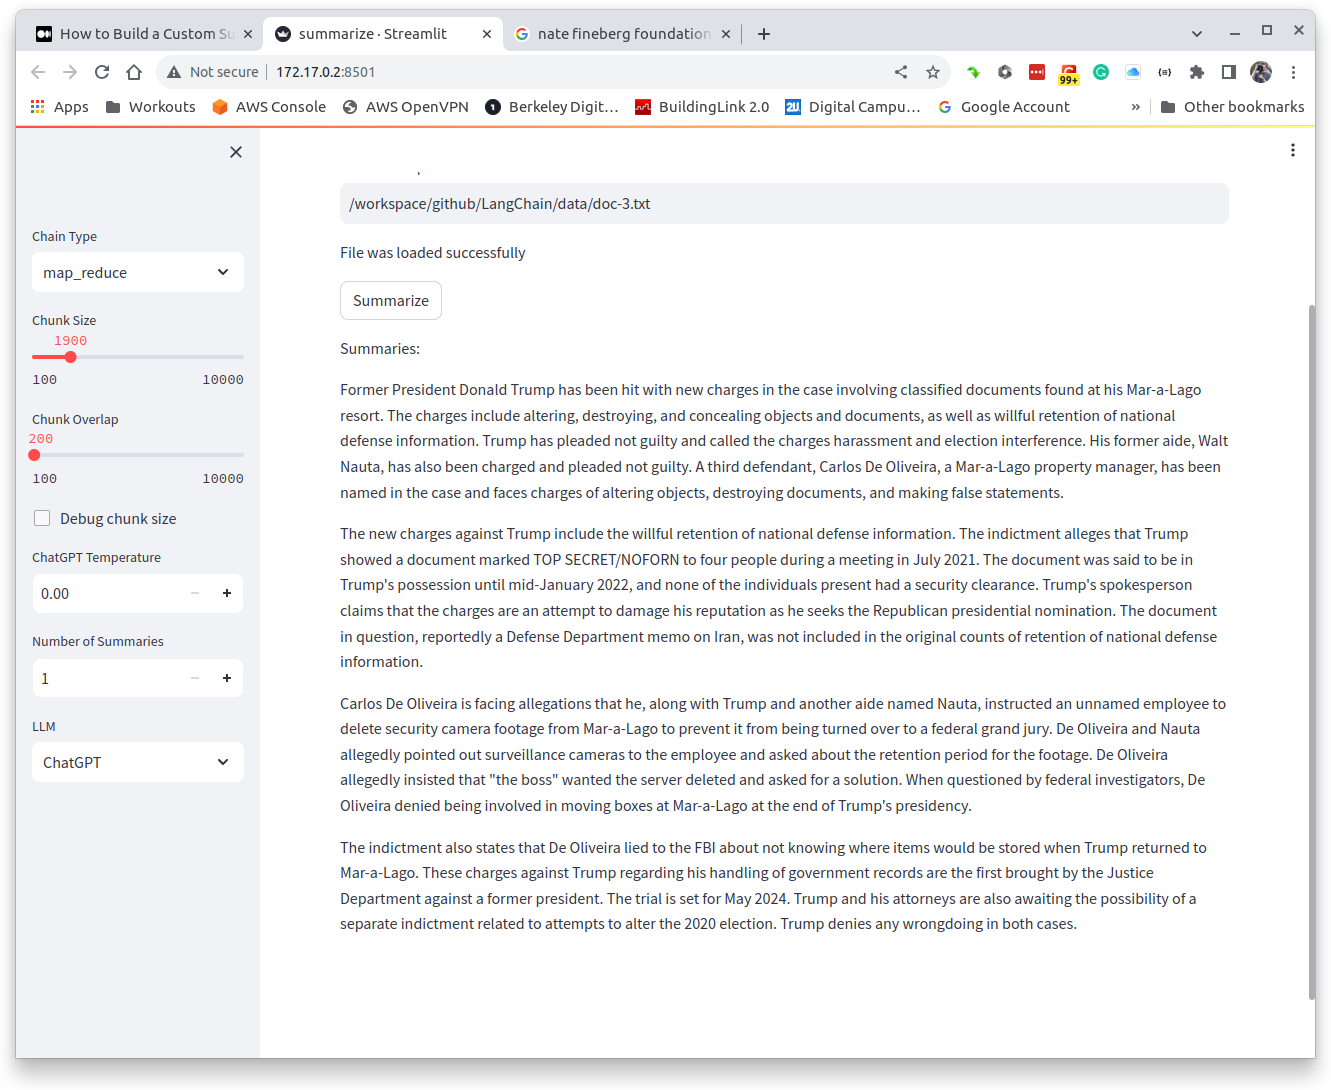 How to Build a Custom Su
summarize · Streamlit
nate fineberg foundation
Not secure
172.17.0.2:8501
99+
Apps
Workouts
AWS Console
AWS OpenVPN
Berkeley Digit...
BuildingLink 2.0
Digital Campu...
Google Account
»
Other bookmarks
Chain Type
map_reduce
Chunk Size
1900
100 10000
Chunk Overlap
200
100 10000
Debug chunk size
ChatGPT Temperature
0.00
Number of Summaries
1
LLM
ChatGPT
/workspace/github/LangChain/data/doc-3.txt
File was loaded successfully
Summarize
Summaries:
Former President Donald Trump has been hit with new charges in the case involving classified documents found at his Mar-a-Lago
resort. The charges include altering, destroying, and concealing objects and documents, as well as willful retention of national
defense information. Trump has pleaded not guilty and called the charges harassment and election interference. His former aide, Walt
Nauta, has also been charged and pleaded not guilty. A third defendant, Carlos De Oliveira, a Mar-a-Lago property manager, has been
named in the case and faces charges of altering objects, destroying documents, and making false statements.
The new charges against Trump include the willful retention of national defense information. The indictment alleges that Trump
showed a document marked TOP SECRET/NOFORN to four people during a meeting in July 2021. The document was said to be in
Trump's possession until mid-January 2022, and none of the individuals present had a security clearance. Trump's spokesperson
claims that the charges are an attempt to damage his reputation as he seeks the Republican presidential nomination. The document
in question, reportedly a Defense Department memo on Iran, was not included in the original counts of retention of national defense
information.
Carlos De Oliveira is facing allegations that he, along with Trump and another aide named Nauta, instructed an unnamed employee to
delete security camera footage from Mar-a-Lago to prevent it from being turned over to a federal grand jury. De Oliveira and Nauta
allegedly pointed out surveillance cameras to the employee and asked about the retention period for the footage. De Oliveira
allegedly insisted that "the boss" wanted the server deleted and asked for a solution. When questioned by federal investigators, De
Oliveira denied being involved in moving boxes at Mar-a-Lago at the end of Trump's presidency.
The indictment also states that De Oliveira lied to the FBI about not knowing where items would be stored when Trump returned to
Mar-a-Lago. These charges against Trump regarding his handling of government records are the first brought by the Justice
Department against a former president. The trial is set for May 2024. Trump and his attorneys are also awaiting the possibility of a
separate indictment related to attempts to alter the 2020 election. Trump denies any wrongdoing in both cases.